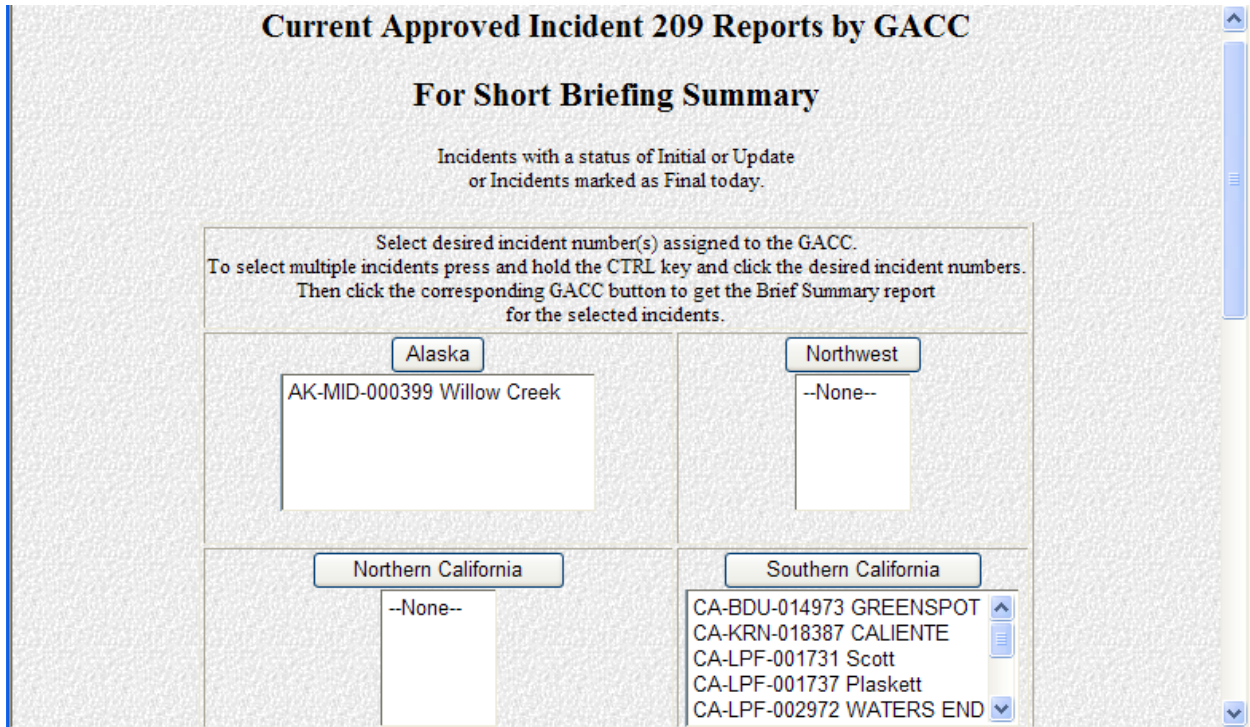 Current Approved Incident 209 Reports by GACC
For Short Briefing Summary
Incidents with a status of Initial or Update
or Incidents marked as Final today.
Select desired incident number(s) assigned to the GACC.
To select multiple incidents press and hold the CTRL key and click the desired incident numbers.
Then click the corresponding GACC button to get the Brief Summary report
for the selected incidents.
Alaska
AK-MID-000399 Willow Creek
Northwest
--None--
Northern California
--None--
Southern California
CA-BDU-014973 GREENSPOT
CA-KRN-018387 CALIENTE
CA-LPF-001731 Scott
CA-LPF-001737 Plaskett
CA-LPF-002972 WATERS END